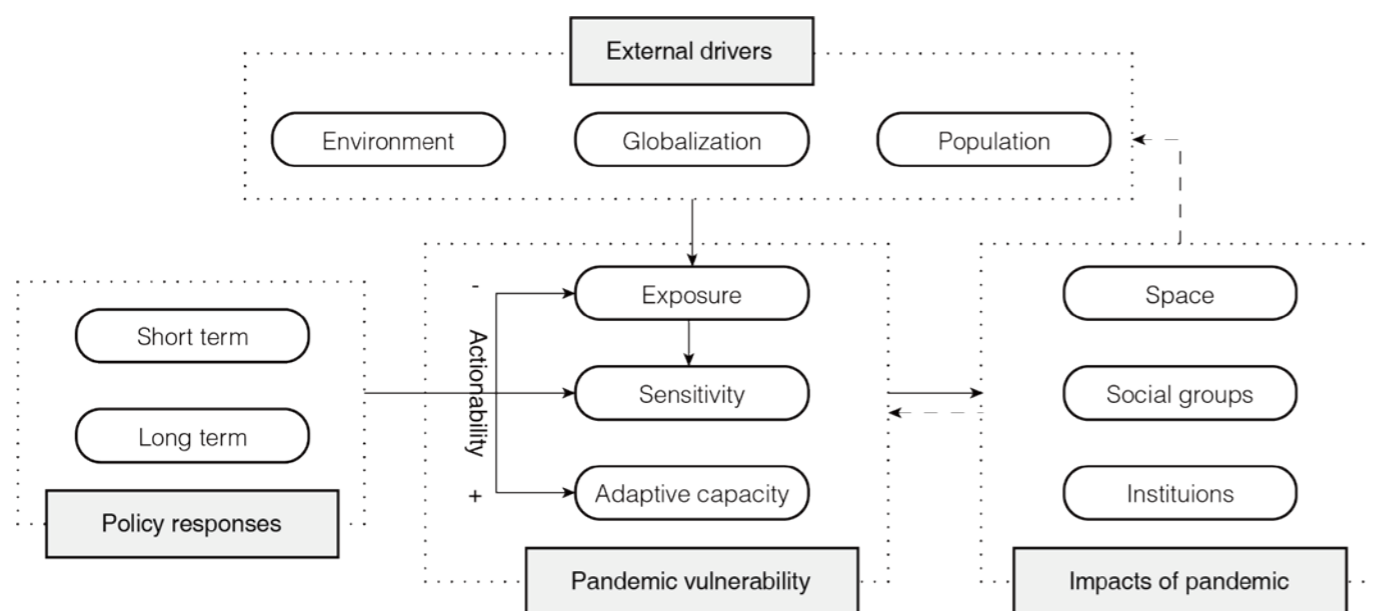 External drivers
Environment
Globalization
Population
Short term
Long term
Policy responses
-
Actionability
+
Exposure
Sensitivity
Adaptive capacity
Pandemic vulnerability
Space
Social groups
Instituions
Impacts of pandemic